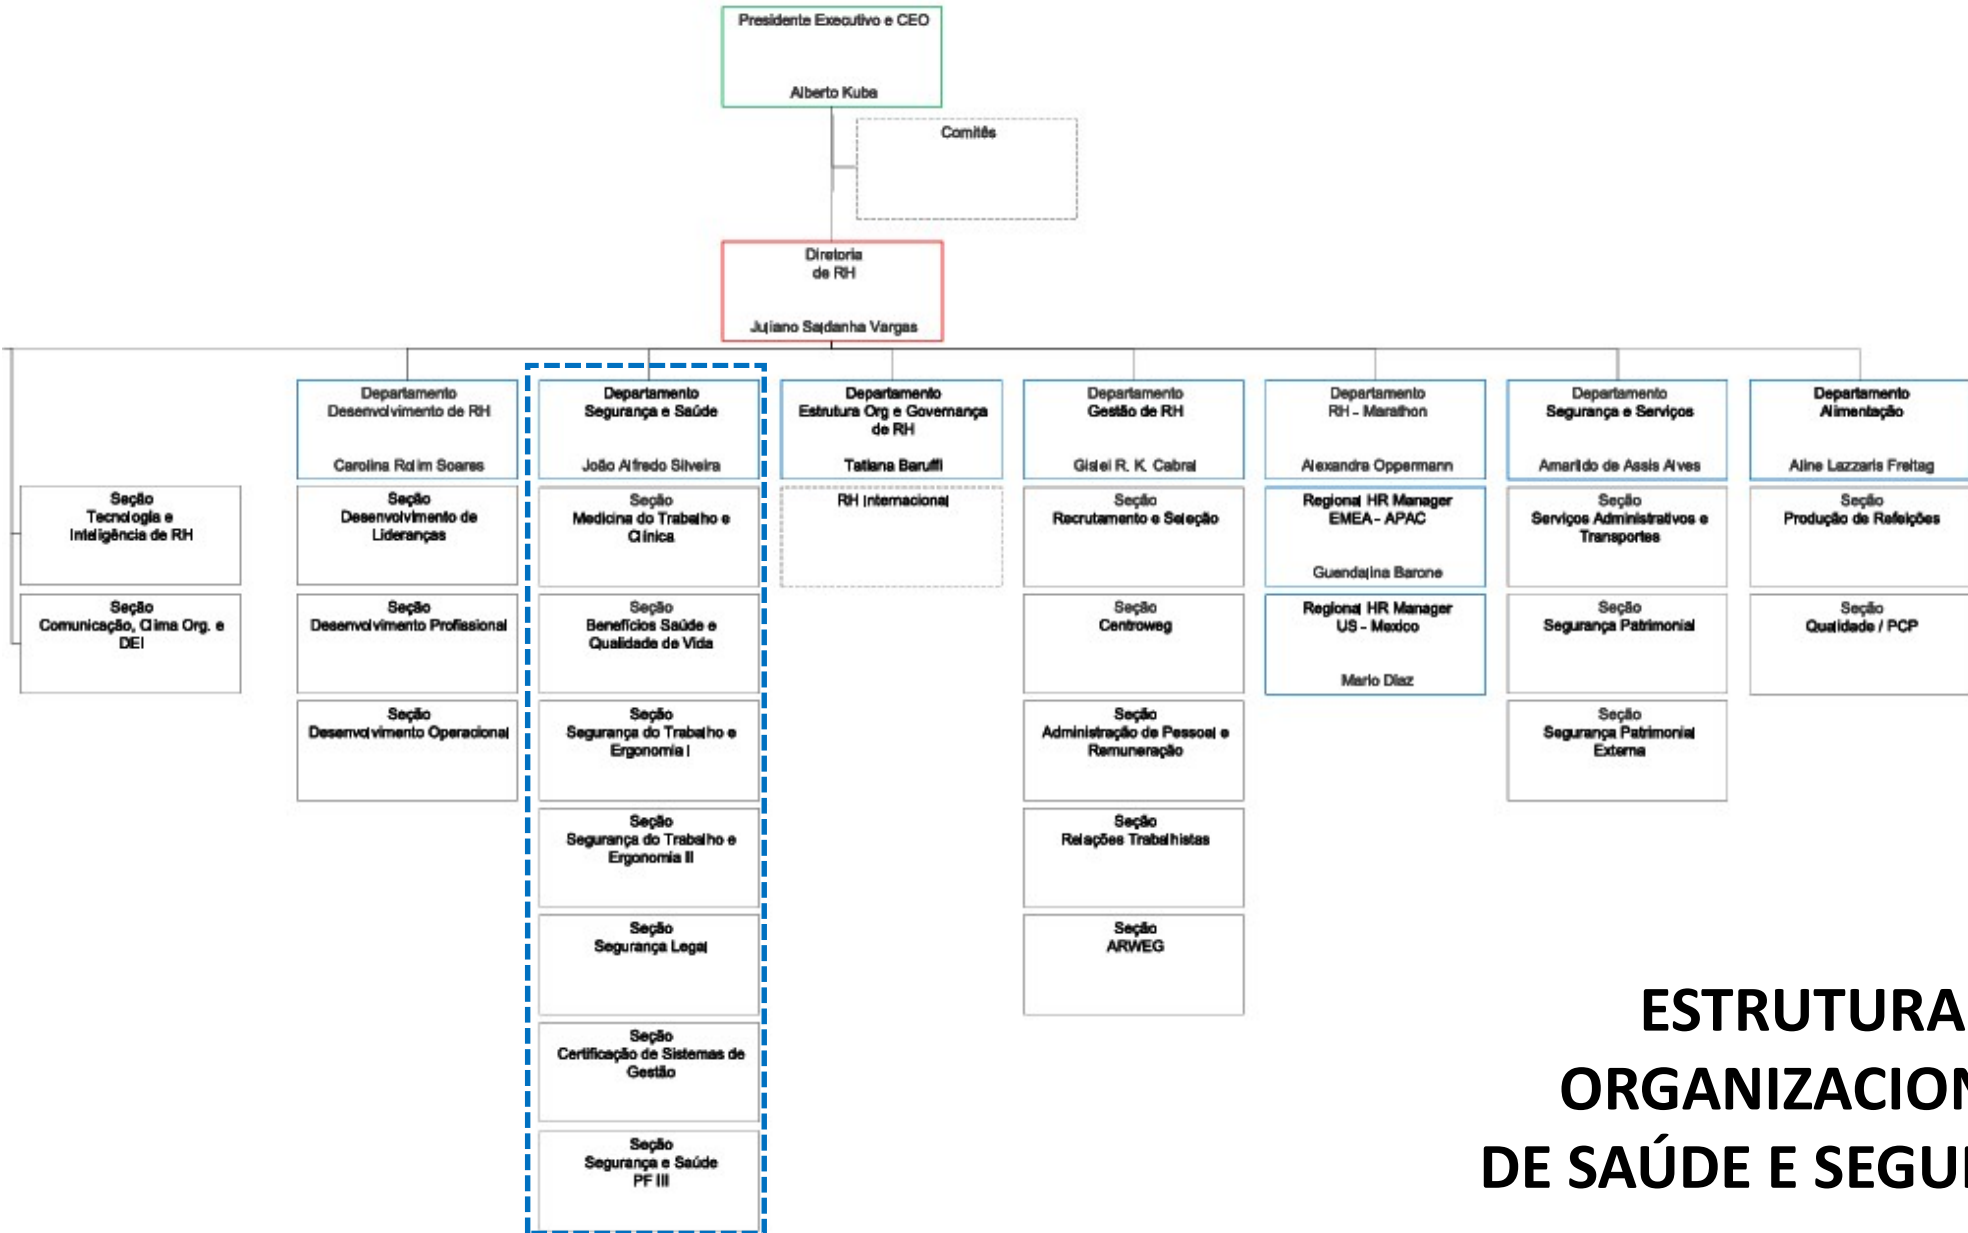 Presidente Executivo e CEO
Alberto Kuba
Comitês
Diretoria
de RH
Juliano Saldanha Vargas
Seção
Tecnologia e
Inteligência de RH
Seção
Comunicação, Clima Org. e
DEI
Departamento
Desenvolvimento de RH
Carolina Rolim Soares
Seção
Desenvolvimento de
Lideranças
Seção
Desenvolvimento Profissional
Seção
Desenvolvimento Operacional
Departamento
Segurança e Saúde
João Alfredo Silveira
Seção
Medicina do Trabalho e
Clínica
Seção
Benefícios Saúde e
Qualidade de Vida
Seção
Segurança do Trabalho e
Ergonomia I
Seção
Segurança do Trabalho e
Ergonomia II
Seção
Segurança Legal
Seção
Certificação de Sistemas de
Gestão
Seção
Segurança e Saúde
PF III
Departamento
Estrutura Org e Governança
de RH
Tatiana Baruffi
RH Internacional
Departamento
Gestão de RH
Gislei R. K. Cabral
Seção
Recrutamento e Seleção
Seção
Centroweg
Seção
Administração de Pessoal e
Remuneração
Seção
Relações Trabalhistas
Seção
ARWEG
Departamento
RH - Marathon
Alexandra Oppermann
Regional HR Manager
EMEA - APAC
Guendalina Barone
Regional HR Manager
US - Mexico
Mario Diaz
Departamento
Segurança e Serviços
Amarildo de Assis Alves
Seção
Serviços Administrativos e
Transportes
Seção
Segurança Patrimonial
Seção
Segurança Patrimonial
Externa
Departamento
Alimentação
Aline Lazzaris Freitag
Seção
Produção de Refeições
Seção
Qualidade / PCP
ESTRUTURA
ORGANIZACION
DE SAÚDE E SEGU